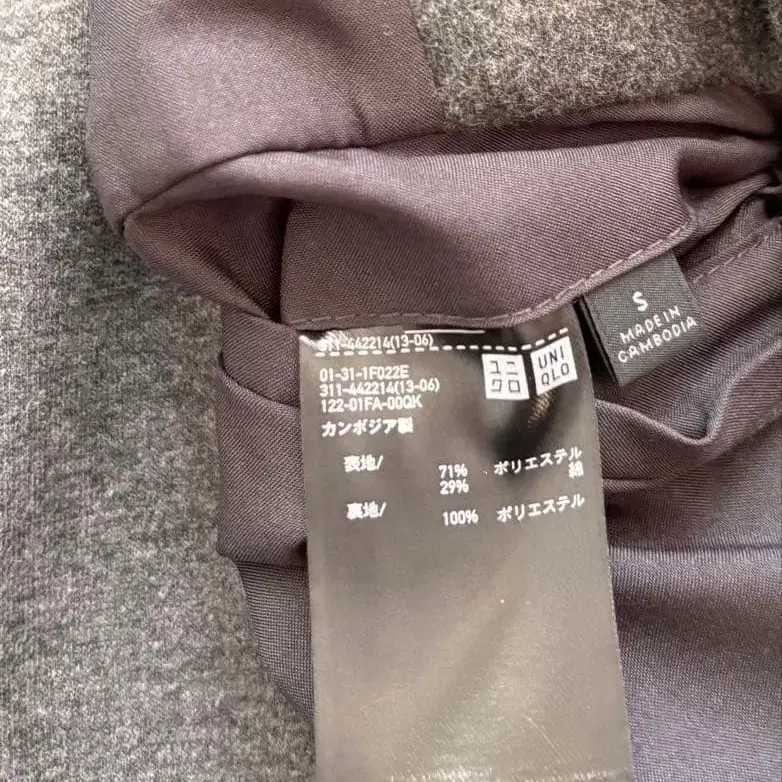 311-442214(13-06)
ユニ
クロ
UNI
QLO
S
MADE IN
CAMBODIA
01-31-1F022E
311-442214(13-06)
122-01FA-00QK
カンボジア製
表地/ 71% ポリエステル
29% 綿
裏地/ 100% ポリエステル